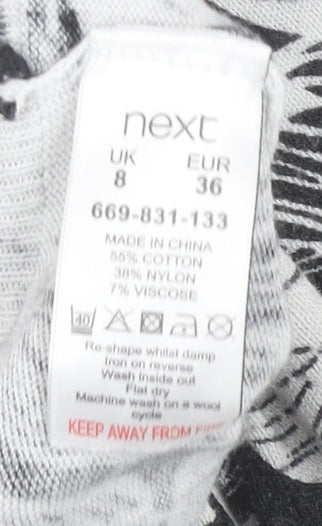 next
UK EUR
8 36
669-831-133
MADE IN CHINA
55% COTTON
38% NYLON
7% VISCOSE
40
Re-shape whilst damp
Iron on reverse
Wash inside out
Flat dry
Machine wash on a wool
cycle
KEEP AWAY FROM